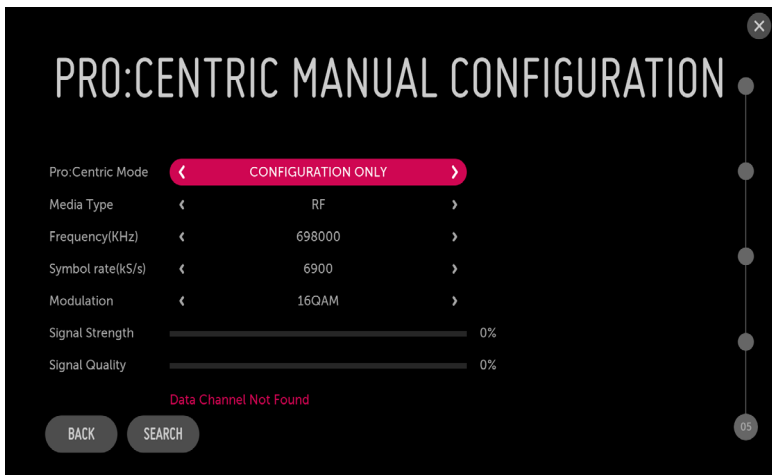 PRO:CENTRIC MANUAL CONFIGURATION
Pro:Centric Mode CONFIGURATION ONLY
Media Type RF
Frequency(KHz) 698000
Symbol rate(kS/s) 6900
Modulation 16QAM
Signal Strength 0%
Signal Quality 0%
Data Channel Not Found
BACK SEARCH 05